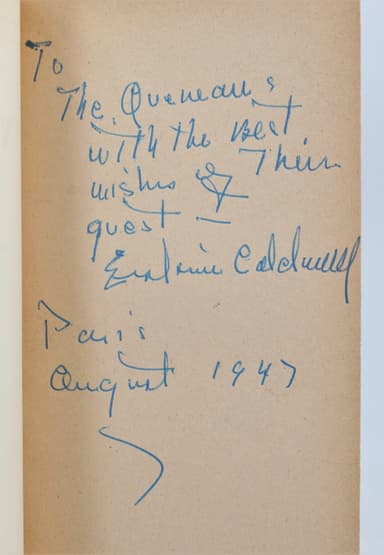 To
The Queneau's
with the Best
wishes of Their
guest —
Erskine Caldwell
Paris
August 1947